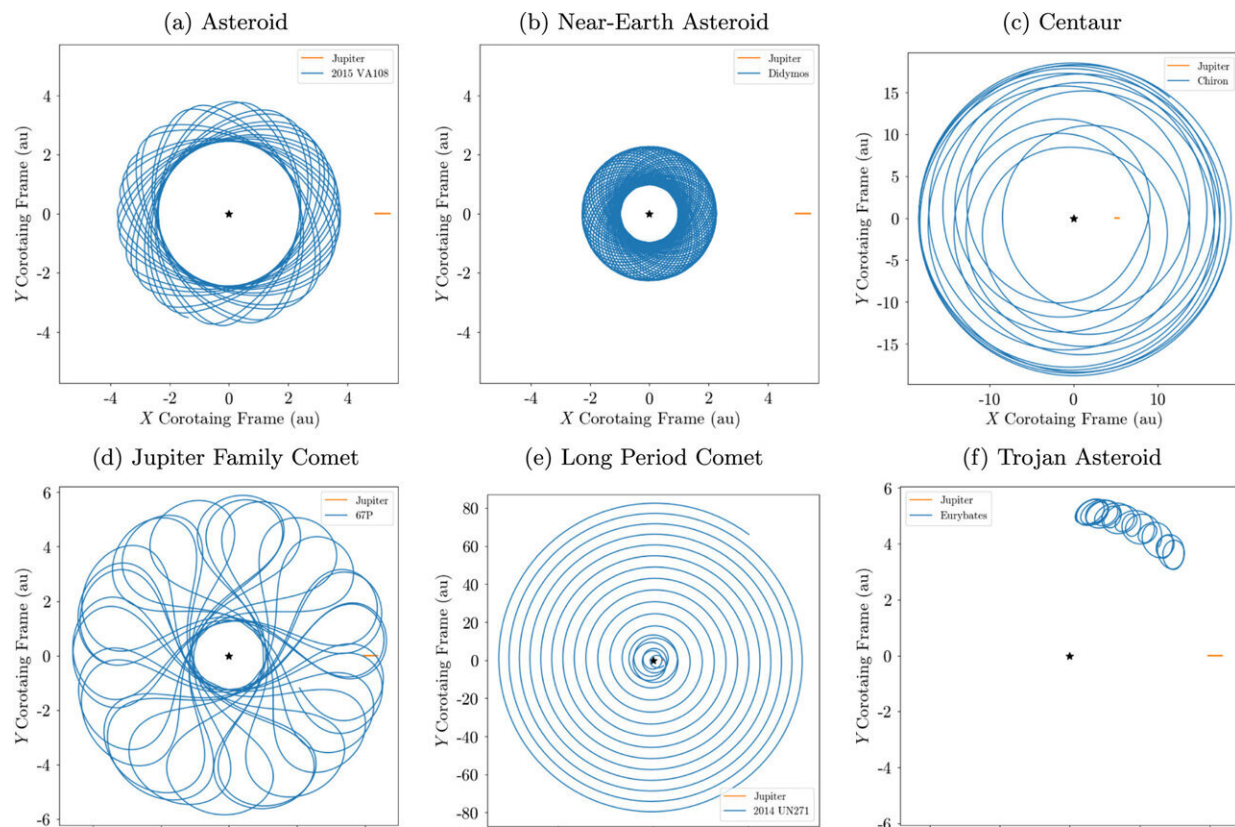 (a) Asteroid
(b) Near-Earth Asteroid
(c) Centaur
Jupiter
2015 VA108
4
2
0
-2
-4
Y Corotaing Frame (au)
-2
0
2
4
X Corotaing Frame (au)
Jupiter
Didymos
4
2
0
-2
-4
Y Corotaing Frame (au)
-2
0
2
4
X Corotaing Frame (au)
Jupiter
Chiron
15
10
5
0
-5
-10
-15
Y Corotaing Frame (au)
-10
0
10
X Corotaing Frame (au)
(d) Jupiter Family Comet
(e) Long Period Comet
(f) Trojan Asteroid
Jupiter
67P
6
4
2
0
-2
-4
-6
Y Corotaing Frame (au)
80
60
40
20
0
-20
-40
-60
-80
Y Corotaing Frame (au)
Jupiter
2014 UN271
Jupiter
Eurybates
6
4
2
0
-2
-4
-6
Y Corotaing Frame (au)